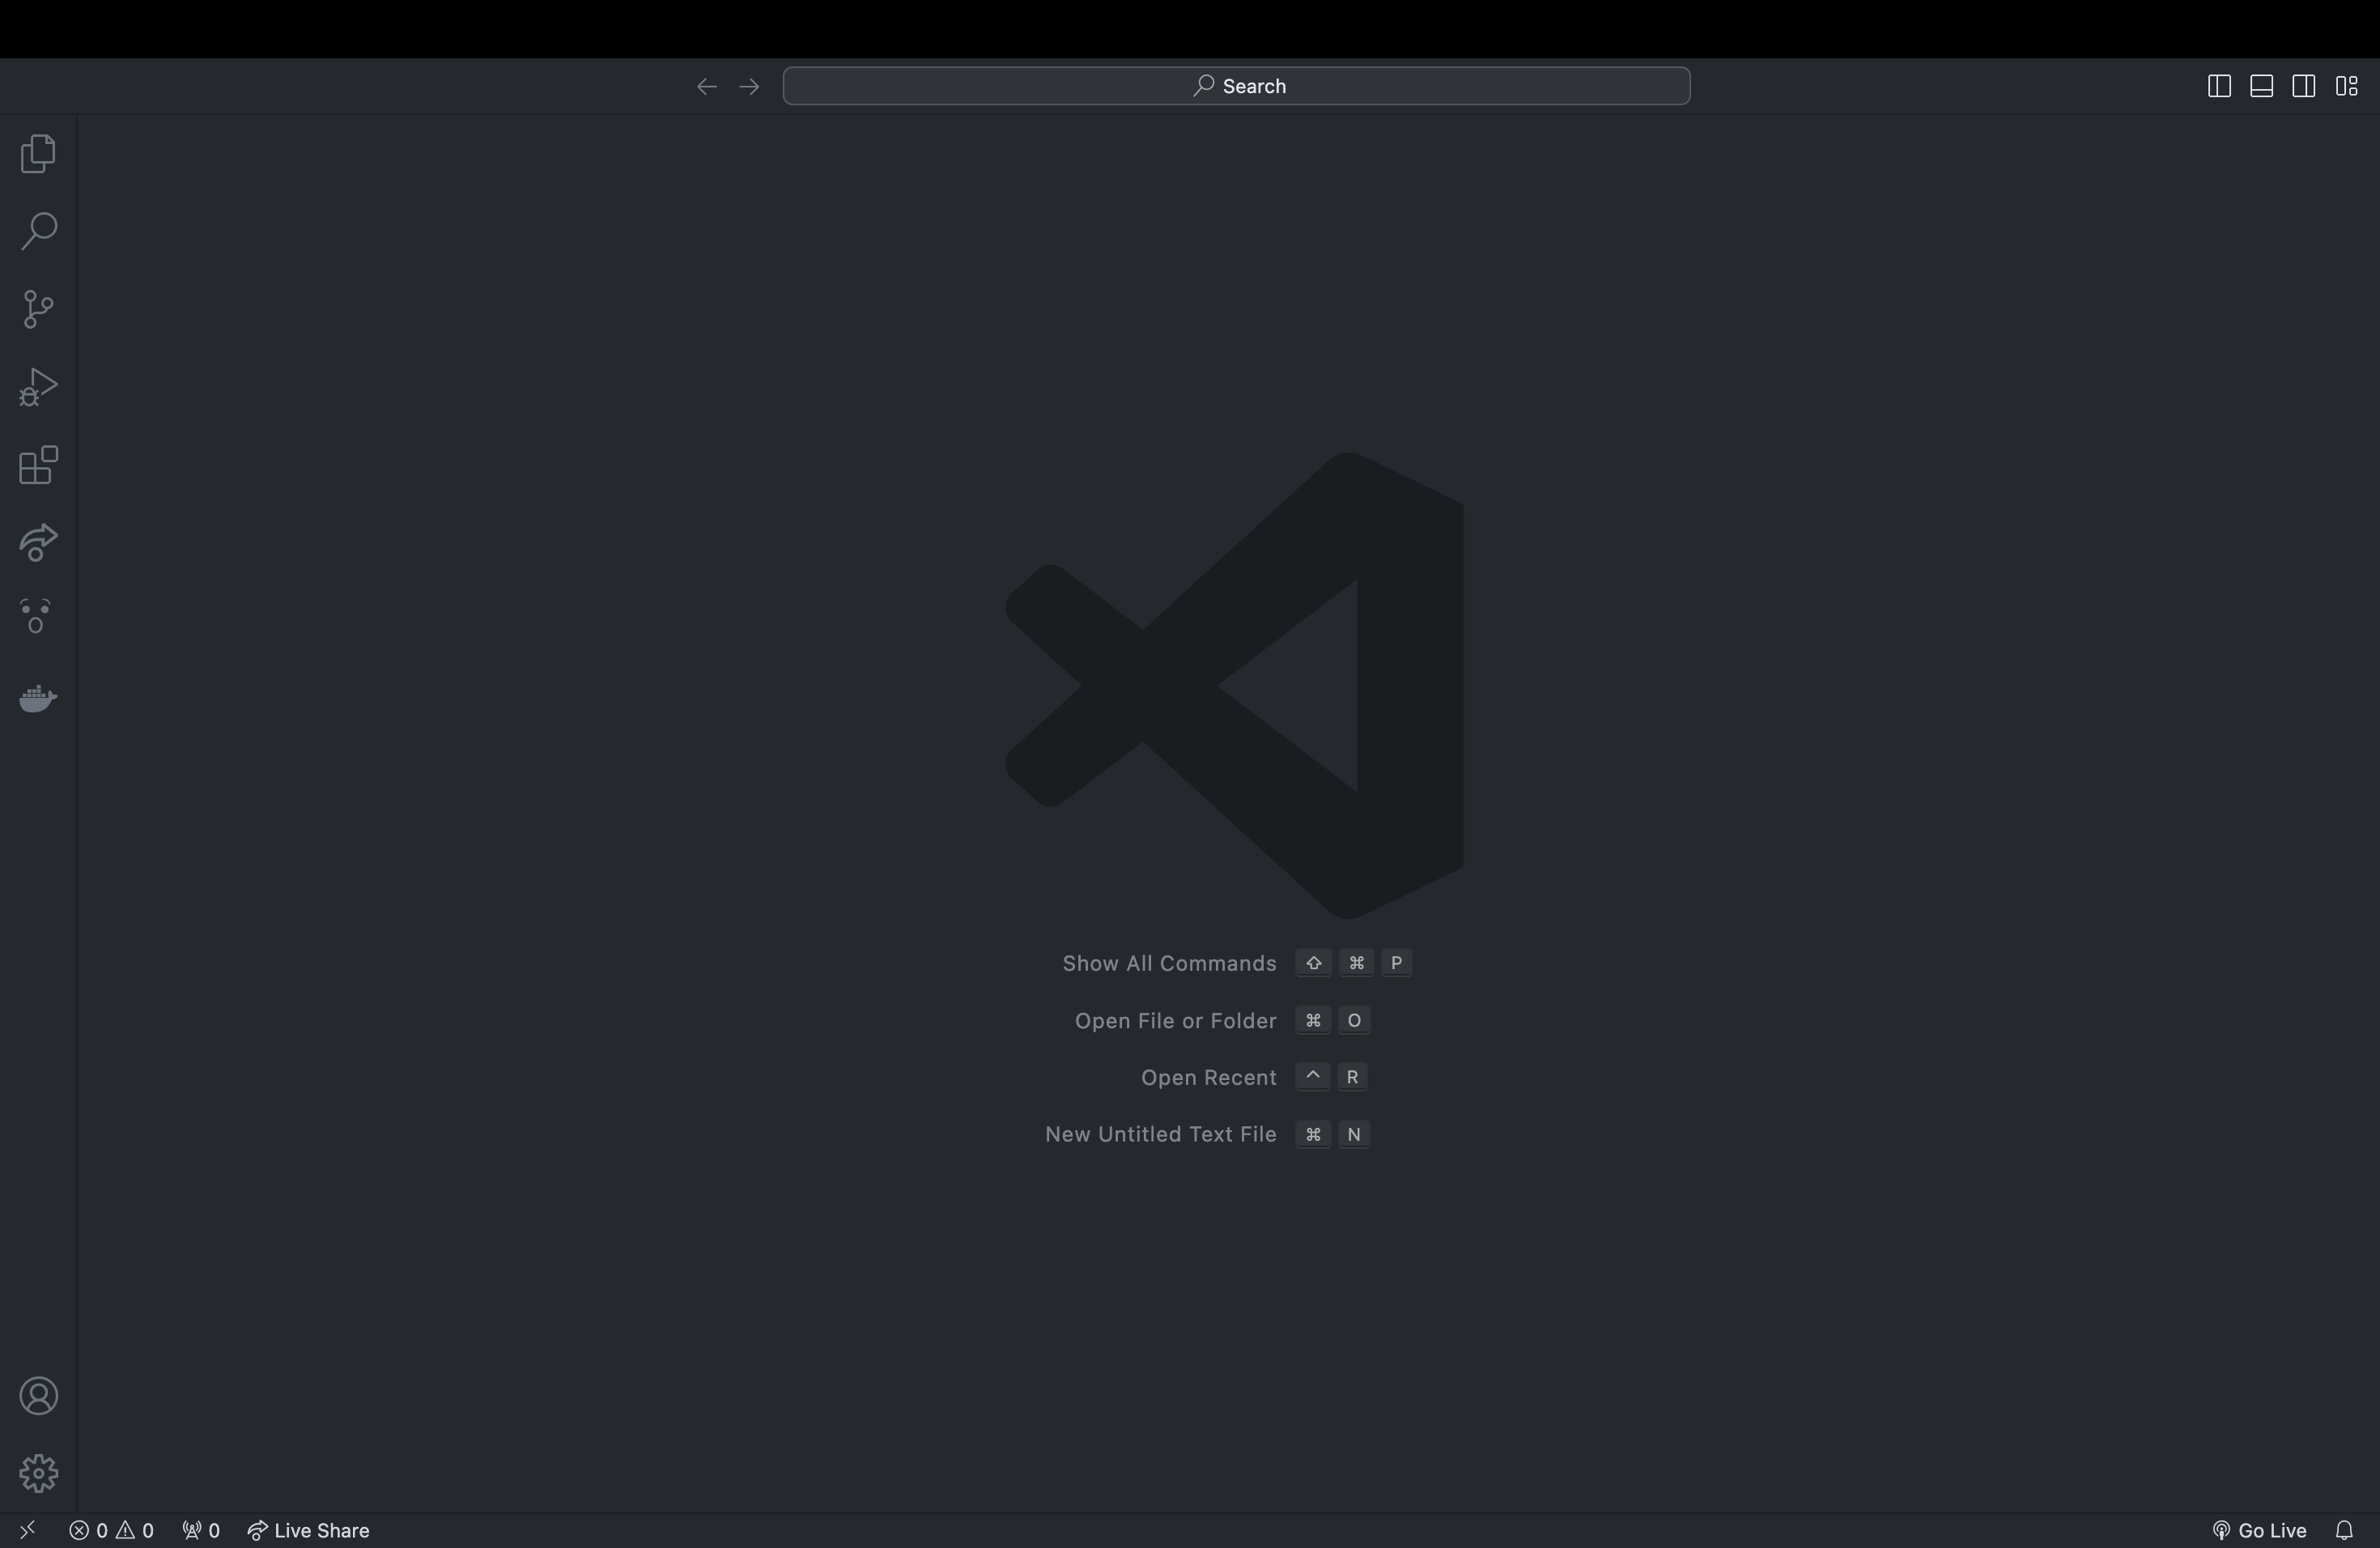 Search
Show All Commands ⇧ ⌘ P
Open File or Folder ⌘ O
Open Recent ^ R
New Untitled Text File ⌘ N
0 0 0 Live Share
Go Live